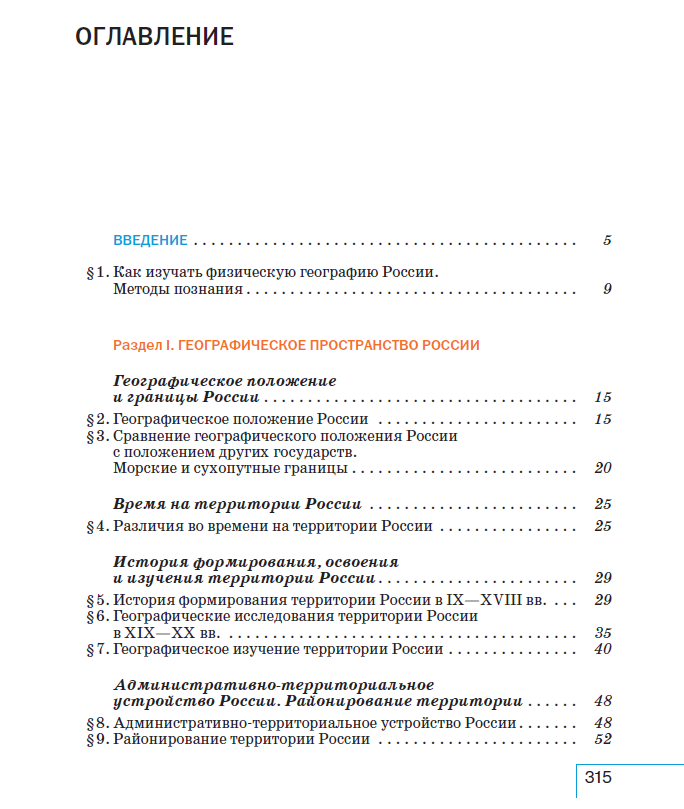 ОГЛАВЛЕНИЕ
ВВЕДЕНИЕ . . . . . . . . . . . . . . . . . . . . . . . . . . . . . . . . . . . . . . . . . . . . 5
§ 1. Как изучать физическую географию России.
Методы познания . . . . . . . . . . . . . . . . . . . . . . . . . . . . . . . . . . . . . . 9
Раздел I. ГЕОГРАФИЧЕСКОЕ ПРОСТРАНСТВО РОССИИ
Географическое положение
и границы России . . . . . . . . . . . . . . . . . . . . . . . . . . . . . . . . . . . . 15
§ 2. Географическое положение России . . . . . . . . . . . . . . . . . . . . . . . 15
§ 3. Сравнение географического положения России
с положением других государств.
Морские и сухопутные границы . . . . . . . . . . . . . . . . . . . . . . . . . . 20
Время на территории России . . . . . . . . . . . . . . . . . . . . . . . . 25
§ 4. Различия во времени на территории России . . . . . . . . . . . . . . . . 25
История формирования, освоения
и изучения территории России . . . . . . . . . . . . . . . . . . . . . . . 29
§ 5. История формирования территории России в IX—XVIII вв. . . . 29
§ 6. Географические исследования территории России
в XIX—XX вв. . . . . . . . . . . . . . . . . . . . . . . . . . . . . . . . . . . . . . . . . 35
§ 7. Географическое изучение территории России . . . . . . . . . . . . . . . 40
Административно-территориальное
устройство России. Районирование территории . . . . . . 48
§ 8. Административно-территориальное устройство России . . . . . . . 48
§ 9. Районирование территории России . . . . . . . . . . . . . . . . . . . . . . . 52
315